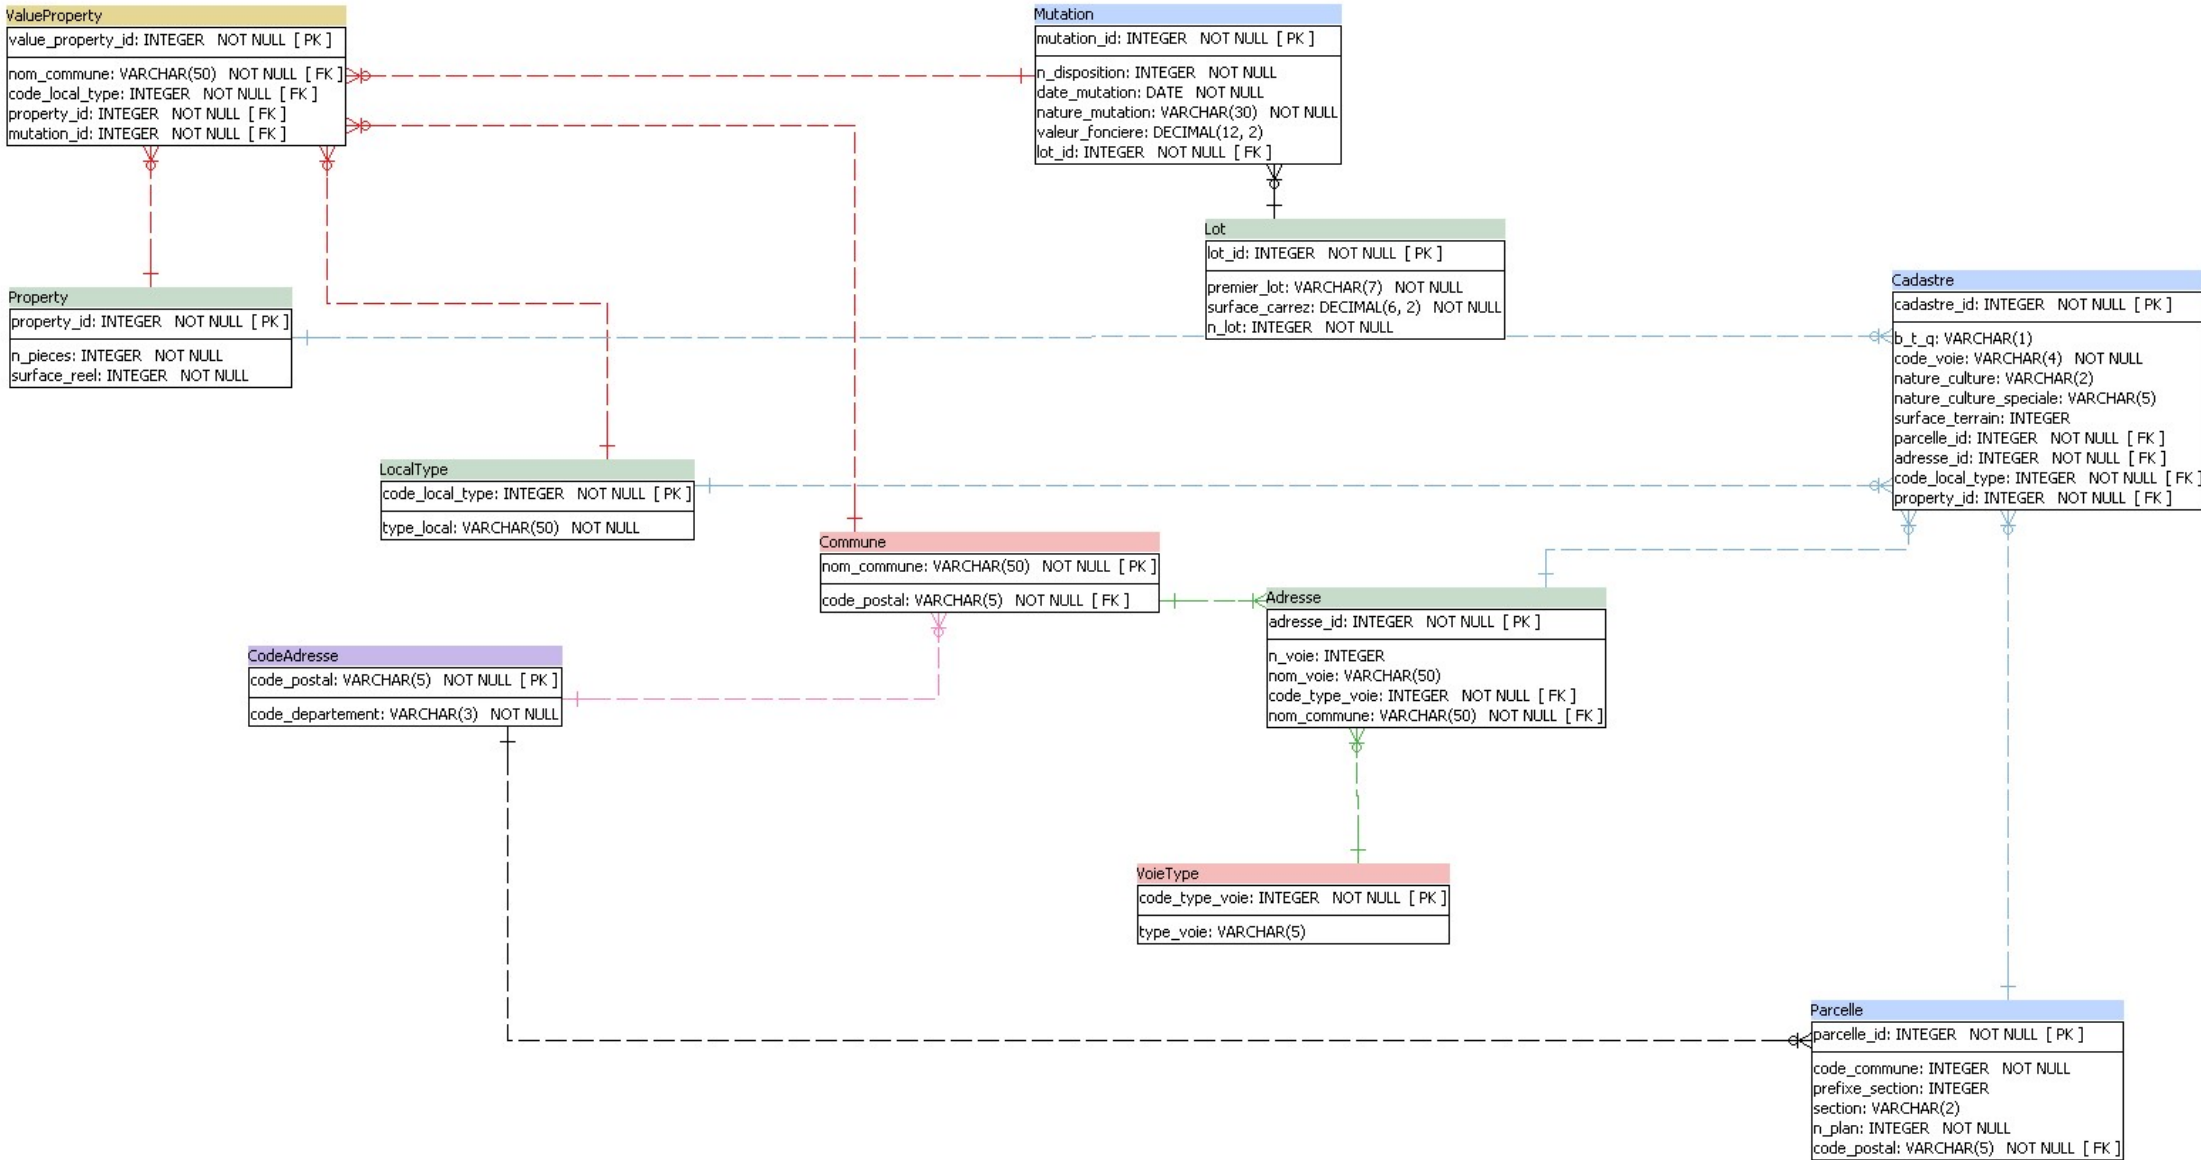 ValueProperty
value_property_id: INTEGER NOT NULL [ PK ]
nom_commune: VARCHAR(50) NOT NULL [ FK ]
code_local_type: INTEGER NOT NULL [ FK ]
property_id: INTEGER NOT NULL [ FK ]
mutation_id: INTEGER NOT NULL [ FK ]
Mutation
mutation_id: INTEGER NOT NULL [ PK ]
n_disposition: INTEGER NOT NULL
date_mutation: DATE NOT NULL
nature_mutation: VARCHAR(30) NOT NULL
valeur_fonciere: DECIMAL(12, 2)
lot_id: INTEGER NOT NULL [ FK ]
Lot
lot_id: INTEGER NOT NULL [ PK ]
premier_lot: VARCHAR(7) NOT NULL
surface_carrez: DECIMAL(6, 2) NOT NULL
n_lot: INTEGER NOT NULL
Property
property_id: INTEGER NOT NULL [ PK ]
n_pieces: INTEGER NOT NULL
surface_reel: INTEGER NOT NULL
Cadastre
cadastre_id: INTEGER NOT NULL [ PK ]
b_t_q: VARCHAR(1)
code_voie: VARCHAR(4) NOT NULL
nature_culture: VARCHAR(2)
nature_culture_speciale: VARCHAR(5)
surface_terrain: INTEGER
parcelle_id: INTEGER NOT NULL [ FK ]
adresse_id: INTEGER NOT NULL [ FK ]
code_local_type: INTEGER NOT NULL [ FK ]
property_id: INTEGER NOT NULL [ FK ]
LocalType
code_local_type: INTEGER NOT NULL [ PK ]
type_local: VARCHAR(50) NOT NULL
Commune
nom_commune: VARCHAR(50) NOT NULL [ PK ]
code_postal: VARCHAR(5) NOT NULL [ FK ]
Adresse
adresse_id: INTEGER NOT NULL [ PK ]
n_voie: INTEGER
nom_voie: VARCHAR(50)
code_type_voie: INTEGER NOT NULL [ FK ]
nom_commune: VARCHAR(50) NOT NULL [ FK ]
CodeAdresse
code_postal: VARCHAR(5) NOT NULL [ PK ]
code_departement: VARCHAR(3) NOT NULL
VoieType
code_type_voie: INTEGER NOT NULL [ PK ]
type_voie: VARCHAR(5)
Parcelle
parcelle_id: INTEGER NOT NULL [ PK ]
code_commune: INTEGER NOT NULL
prefixe_section: INTEGER
section: VARCHAR(2)
n_plan: INTEGER NOT NULL
code_postal: VARCHAR(5) NOT NULL [ FK ]